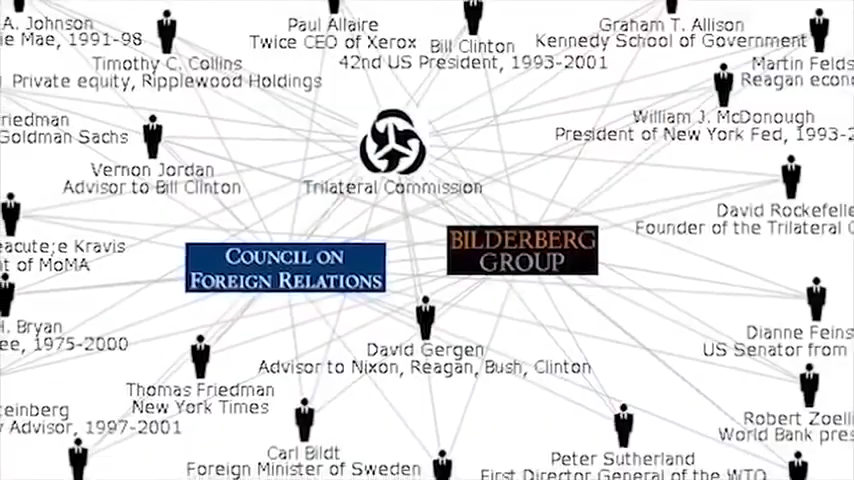 A. Johnson
ie Mae, 1991-98
Paul Allaire
Twice CEO of Xerox
Bill Clinton
42nd US President, 1993-2001
Graham T. Allison
Kennedy School of Government
Timothy C. Collins
Private equity, Ripplewood Holdings
Martin Felds
Reagan econo
riedman
Goldman Sachs
William J. McDonough
President of New York Fed, 1993-2
Vernon Jordan
Advisor to Bill Clinton
Trilateral Commission
David Rockefelle
Founder of the Trilateral C
eacute;e Kravis
t of MoMA
COUNCIL ON
FOREIGN RELATIONS
BILDERBERG
GROUP
H. Bryan
ee, 1975-2000
David Gergen
Advisor to Nixon, Reagan, Bush, Clinton
Dianne Feins
US Senator from
Thomas Friedman
New York Times
teinberg
y Advisor, 1997-2001
Robert Zoelli
World Bank pres
Carl Bildt
Foreign Minister of Sweden
Peter Sutherland
First Director General of the WTO